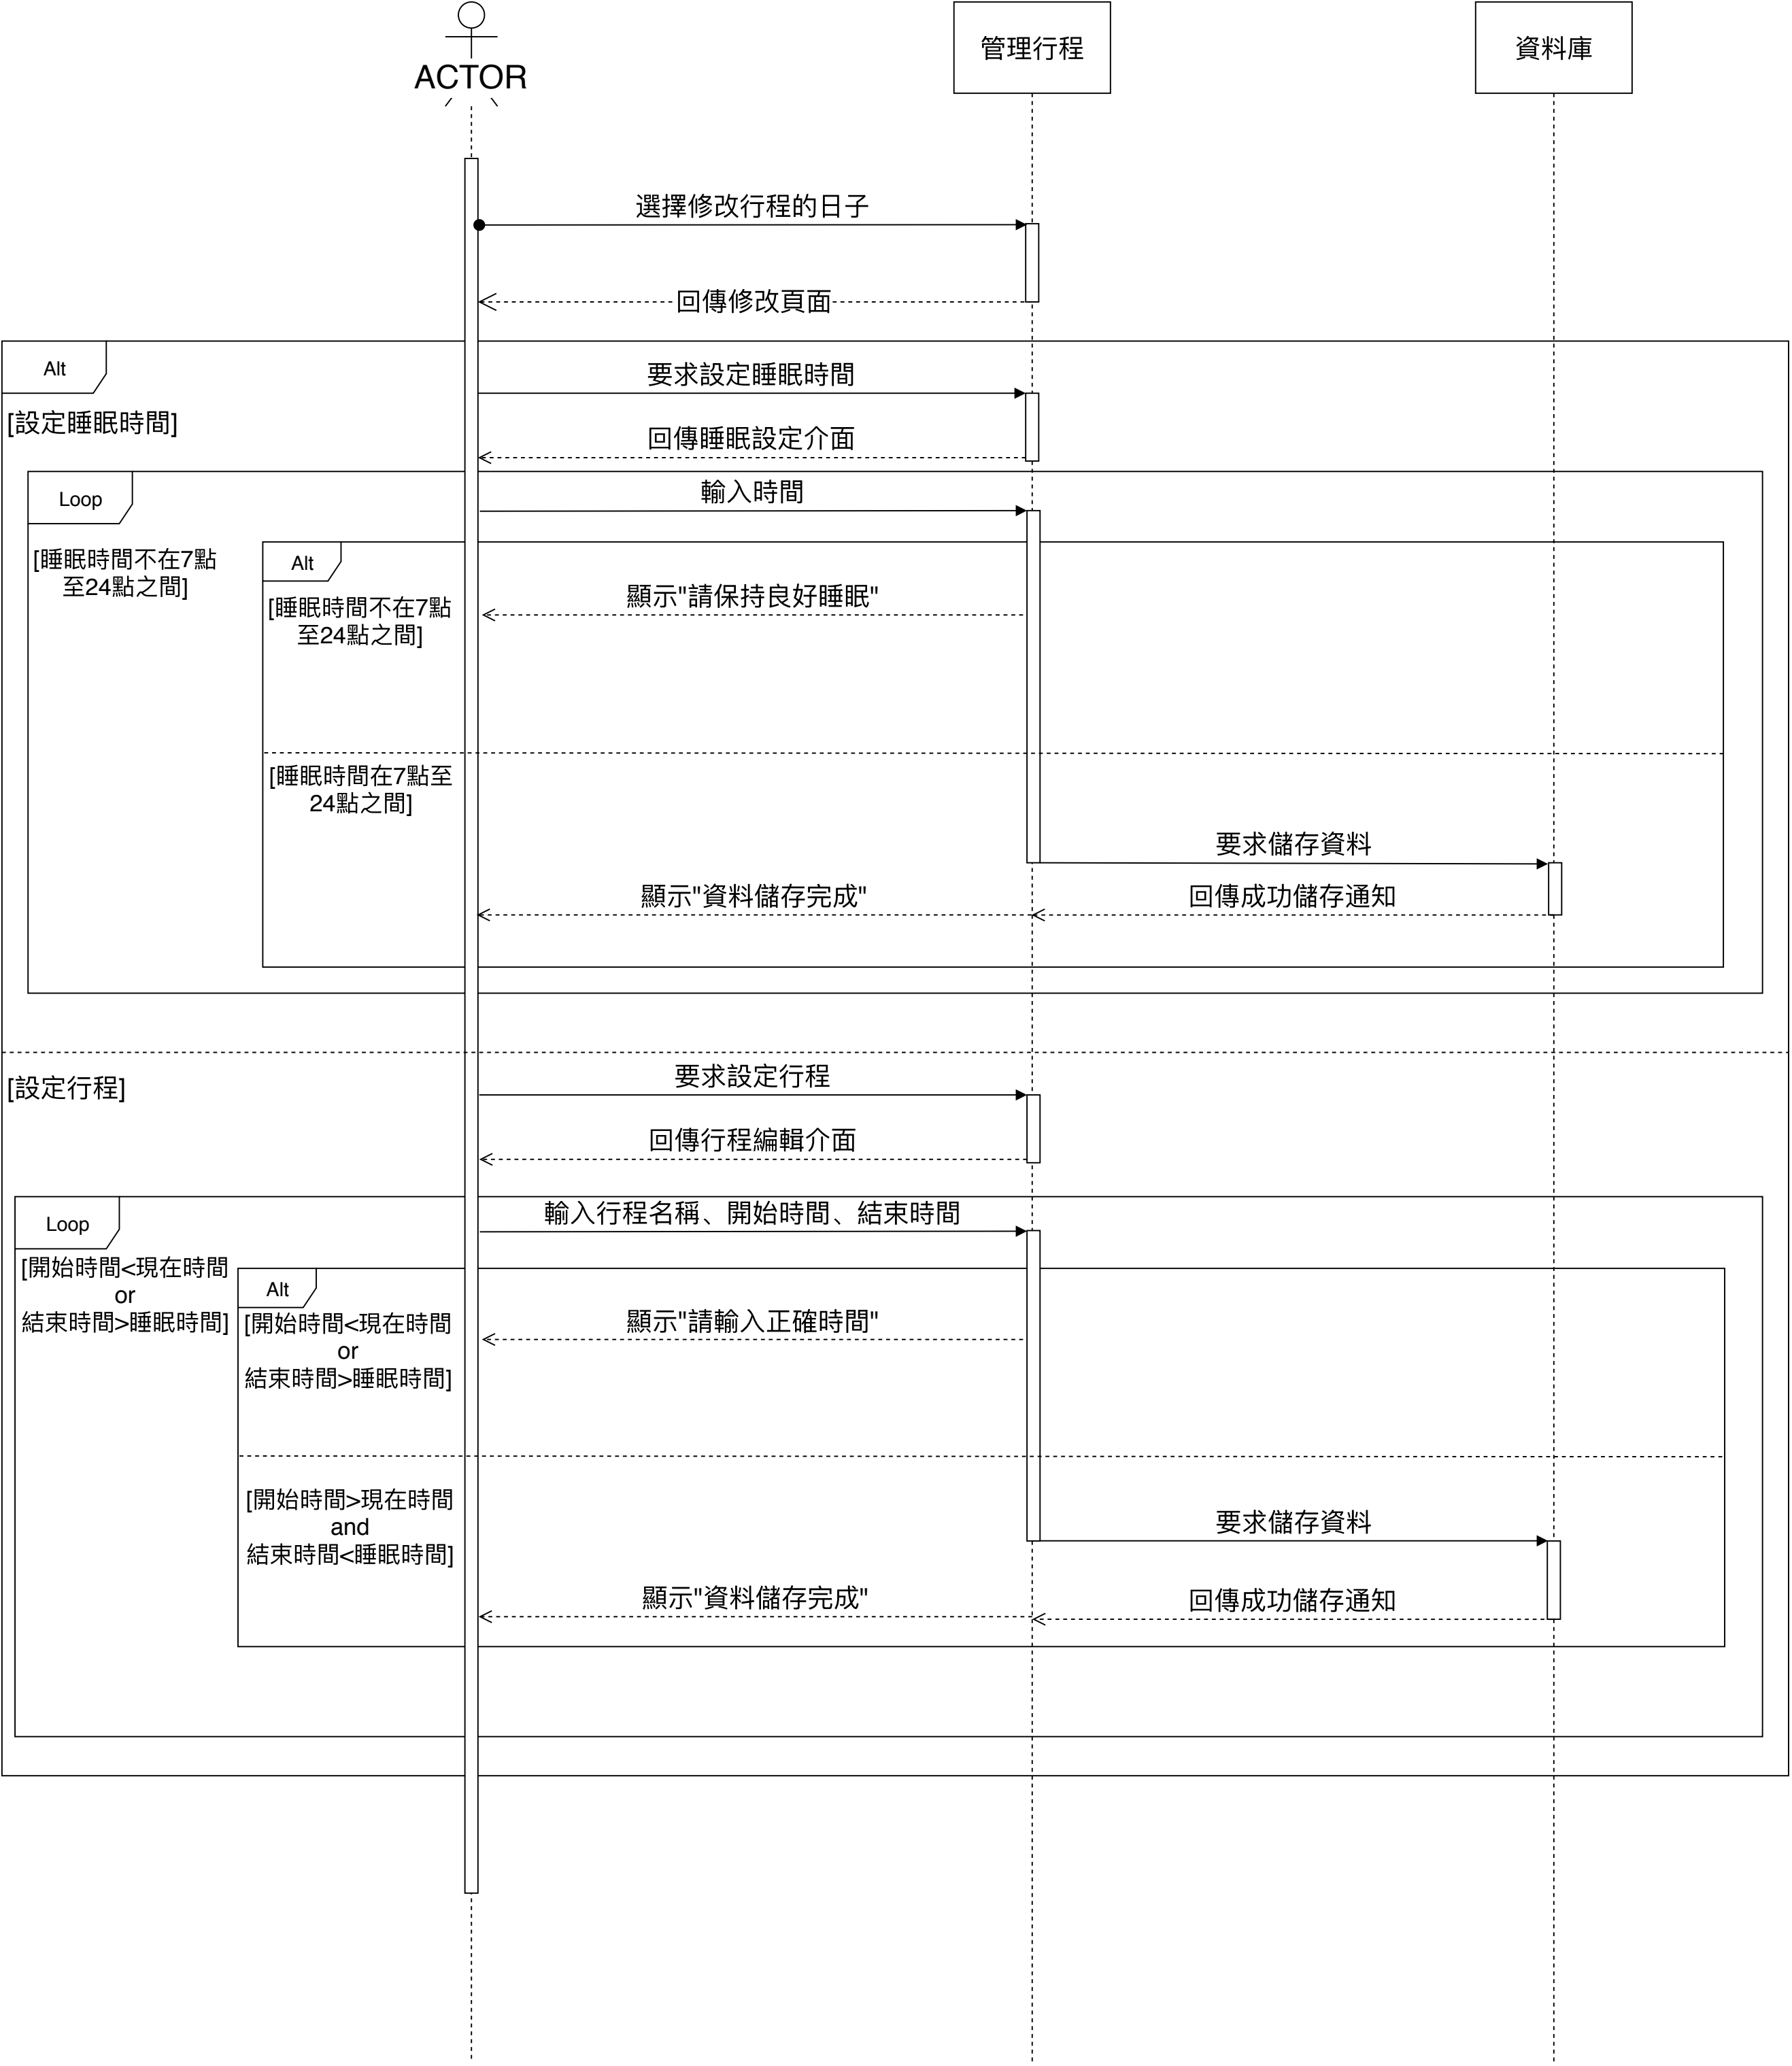 ACTOR
管理行程
資料庫
選擇修改行程的日子
回傳修改頁面
Alt
要求設定睡眠時間
[設定睡眠時間]
回傳睡眠設定介面
Loop
輸入時間
[睡眠時間不在7點
至24點之間]
Alt
顯示"請保持良好睡眠"
[睡眠時間不在7點
至24點之間]
[睡眠時間在7點至
24點之間]
要求儲存資料
顯示"資料儲存完成"
回傳成功儲存通知
要求設定行程
[設定行程]
回傳行程編輯介面
Loop
輸入行程名稱、開始時間、結束時間
[開始時間<現在時間
or
結束時間>睡眠時間]
Alt
顯示"請輸入正確時間"
[開始時間<現在時間
or
結束時間>睡眠時間]
[開始時間>現在時間
and
結束時間<睡眠時間]
要求儲存資料
顯示"資料儲存完成"
回傳成功儲存通知